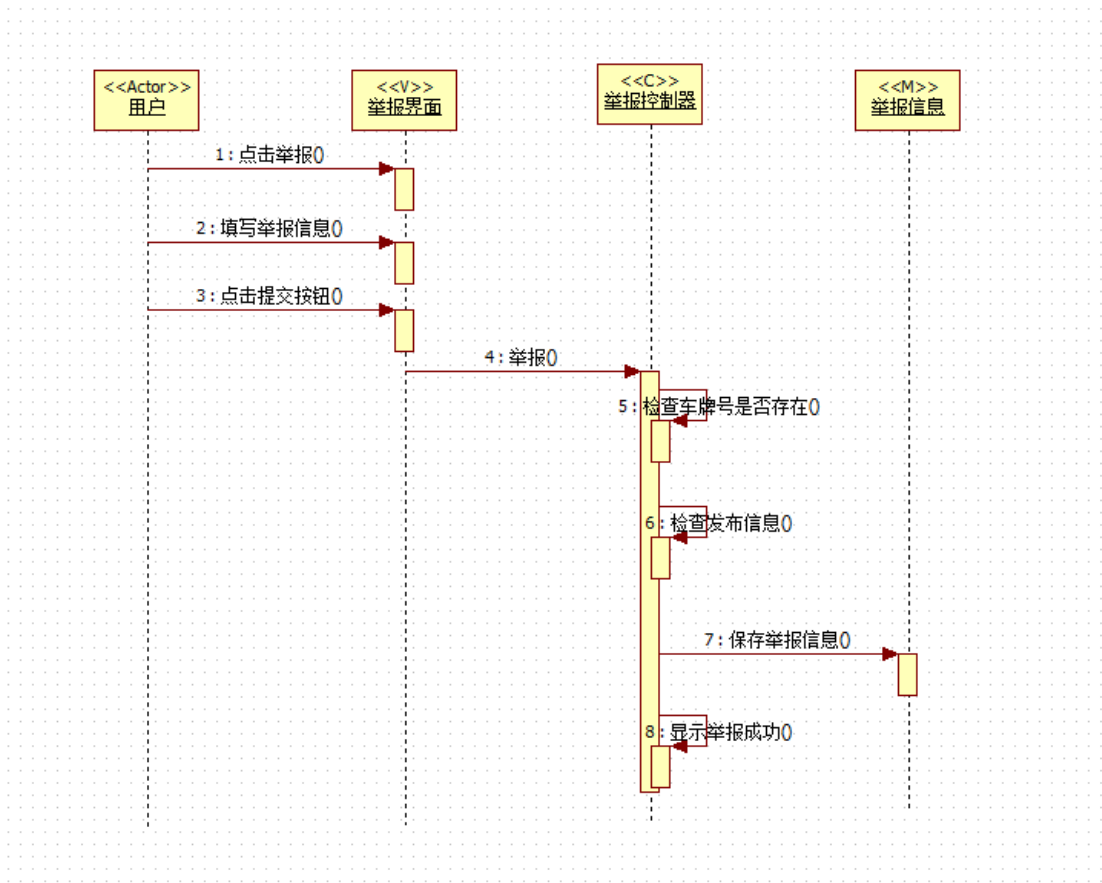 <<Actor>>
用户
<<V>>
举报界面
<<C>>
举报控制器
<<M>>
举报信息
1:点击举报()
2:填写举报信息()
3:点击提交按钮()
4:举报()
5:检查车牌号是否存在()
6:检查发布信息()
7:保存举报信息()
8:显示举报成功()